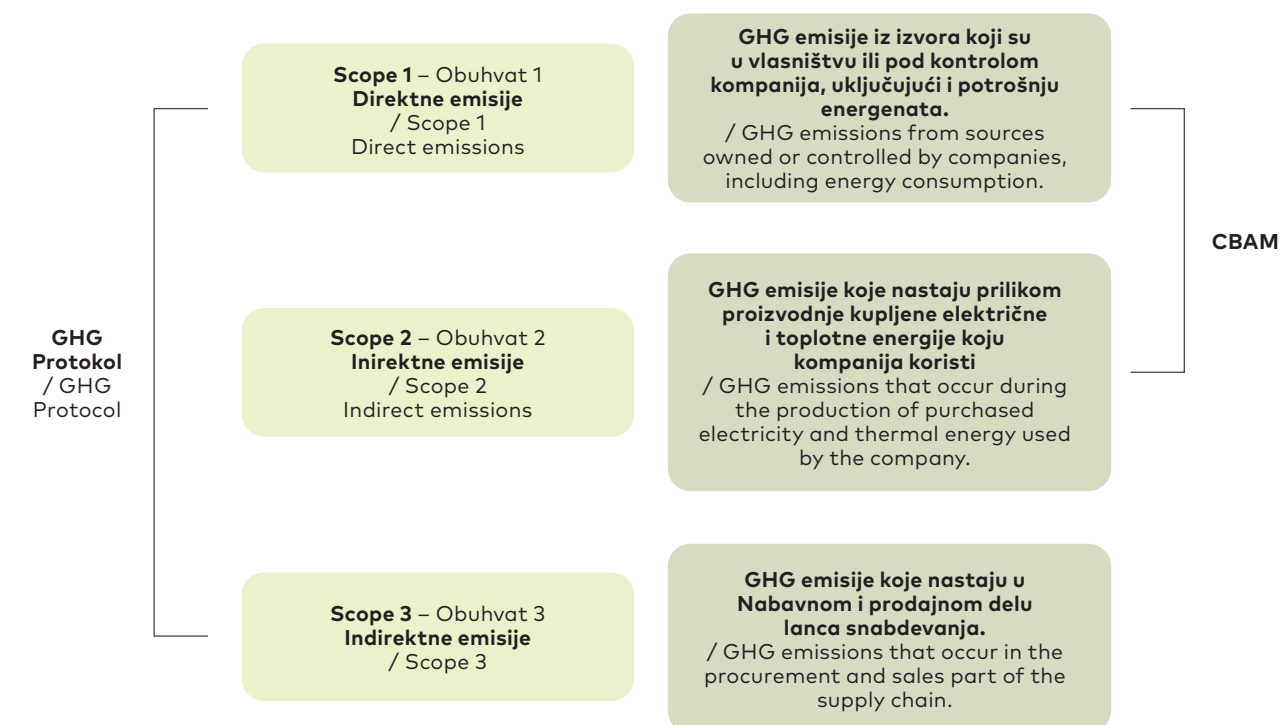 GHG
Protokol
/ GHG
Protocol
Scope 1 – Obuhvat 1
Direktne emisije
/ Scope 1
Direct emissions
GHG emisije iz izvora koji su
u vlasništvu ili pod kontrolom
kompanija, uključujući i potrošnju
energenata.
/ GHG emissions from sources
owned or controlled by companies,
including energy consumption.
Scope 2 – Obuhvat 2
Inirektne emisije
/ Scope 2
Indirect emissions
GHG emisije koje nastaju prilikom
proizvodnje kupljene električne
i toplotne energije koju
kompanija koristi
/ GHG emissions that occur during
the production of purchased
electricity and thermal energy used
by the company.
Scope 3 – Obuhvat 3
Indirektne emisije
/ Scope 3
GHG emisije koje nastaju u
Nabavnom i prodajnom delu
lanca snabdevanja.
/ GHG emissions that occur in the
procurement and sales part of the
supply chain.
CBAM